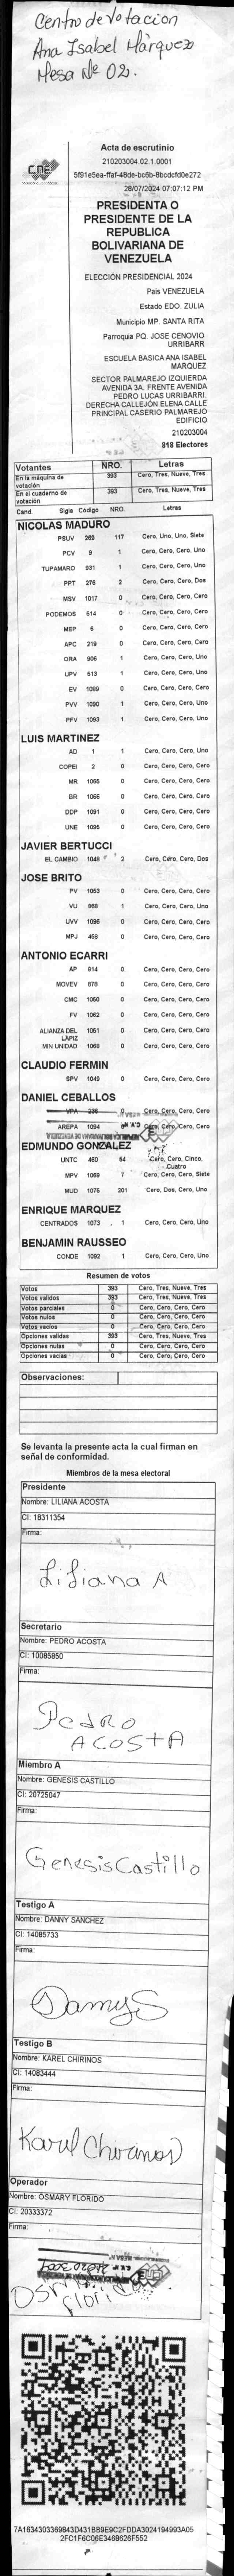 Centro de Votacion
Ana Isabel Márquez
Mesa Nº 02.
CNE
Acta de escrutinio
210203004.02.1.0001
5f91e5ea-ffaf-48de-bc6b-8bcdcfd0e272
28/07/2024 07:07:12 PM
PRESIDENTA O
PRESIDENTE DE LA
REPUBLICA
BOLIVARIANA DE
VENEZUELA
ELECCIÓN PRESIDENCIAL 2024
Pais VENEZUELA
Estado EDO. ZULIA
Municipio MP. SANTA RITA
Parroquia PQ. JOSE CENOVIO
URRIBARR
ESCUELA BASICA ANA ISABEL
MARQUEZ
SECTOR PALMAREJO IZQUIERDA
AVENIDA 3A. FRENTE AVENIDA
PEDRO LUCAS URRIBARRI.
DERECHA CALLEJÓN ELENA CALLE
PRINCIPAL CASERIO PALMAREJO
EDIFICIO
210203004
818 Electores
Votantes NRO. Letras
En la máquina de votación 393 Cero, Tres, Nueve, Tres
En el cuaderno de votación 393 Cero, Tres, Nueve, Tres
Cand. Sigla Código NRO. Letras
NICOLAS MADURO
PSUV 269 117 Cero, Uno, Uno, Siete
PCV 9 1 Cero, Cero, Cero, Uno
TUPAMARO 931 1 Cero, Cero, Cero, Uno
PPT 276 2 Cero, Cero, Cero, Dos
MSV 1017 0 Cero, Cero, Cero, Cero
PODEMOS 514 0 Cero, Cero, Cero, Cero
MEP 6 0 Cero, Cero, Cero, Cero
APC 219 0 Cero, Cero, Cero, Cero
ORA 906 1 Cero, Cero, Cero, Uno
UPV 513 1 Cero, Cero, Cero, Uno
EV 1089 0 Cero, Cero, Cero, Cero
PVV 1090 1 Cero, Cero, Cero, Uno
PFV 1093 1 Cero, Cero, Cero, Uno
LUIS MARTINEZ
AD 1 1 Cero, Cero, Cero, Uno
COPEI 2 0 Cero, Cero, Cero, Cero
MR 1065 0 Cero, Cero, Cero, Cero
BR 1066 0 Cero, Cero, Cero, Cero
DDP 1091 0 Cero, Cero, Cero, Cero
UNE 1095 0 Cero, Cero, Cero, Cero
JAVIER BERTUCCI
EL CAMBIO 1048 2 Cero, Cero, Cero, Dos
JOSE BRITO
PV 1053 0 Cero, Cero, Cero, Cero
VU 968 1 Cero, Cero, Cero, Uno
UVV 1096 0 Cero, Cero, Cero, Cero
MPJ 458 0 Cero, Cero, Cero, Cero
ANTONIO ECARRI
AP 814 0 Cero, Cero, Cero, Cero
MOVEV 878 0 Cero, Cero, Cero, Cero
CMC 1050 0 Cero, Cero, Cero, Cero
FV 1062 0 Cero, Cero, Cero, Cero
ALIANZA DEL LÁPIZ 1051 0 Cero, Cero, Cero, Cero
MIN UNIDAD 1068 0 Cero, Cero, Cero, Cero
CLAUDIO FERMIN
SPV 1049 0 Cero, Cero, Cero, Cero
DANIEL CEBALLOS
VPA 236 0 Cero, Cero, Cero, Cero
AREPA 1094 Cero, Cero, Cero
EDMUNDO GONZALEZ
UNTC 460 54 Cero, Cero, Cinco, Cuatro
MPV 1069 7 Cero, Cero, Cero, Siete
MUD 1075 201 Cero, Dos, Cero, Uno
ENRIQUE MARQUEZ
CENTRADOS 1073 1 Cero, Cero, Cero, Uno
BENJAMIN RAUSSEO
CONDE 1092 1 Cero, Cero, Cero, Uno
Resumen de votos
Votos 393 Cero, Tres, Nueve, Tres
Votos validos 393 Cero, Tres, Nueve, Tres
Votos parciales 0 Cero, Cero, Cero, Cero
Votos nulos 0 Cero, Cero, Cero, Cero
Votos vacios 0 Cero, Cero, Cero, Cero
Opciones validas 393 Cero, Tres, Nueve, Tres
Opciones nulas 0 Cero, Cero, Cero, Cero
Opciones vacias 0 Cero, Cero, Cero, Cero
Observaciones:
Se levanta la presente acta la cual firman en
señal de conformidad.
Miembros de la mesa electoral
Presidente
Nombre: LILIANA ACOSTA
CI: 18311354
Firma:
Liliana A
Secretario
Nombre: PEDRO ACOSTA
CI: 10085850
Firma:
PEDRO
ACOSTA
Miembro A
Nombre: GENESIS CASTILLO
CI: 20725047
Firma:
Genesis Castillo
Testigo A
Nombre: DANNY SANCHEZ
CI: 14085733
Firma:
Danny S
Testigo B
Nombre: KAREL CHIRINOS
CI: 14083444
Firma:
Karel Chirinos
Operador
Nombre: OSMARY FLORIDO
CI: 20333372
Firma:
7A1634303369843D431BB9E9C2FDDA3024194993A05
2FC1F6C06E3468626F552